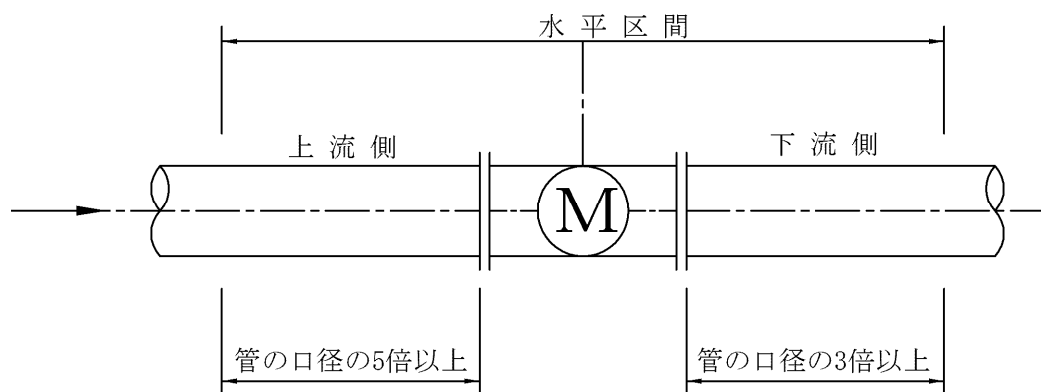 水平区間
上流側
下流側
M
管の口径の5倍以上
管の口径の3倍以上